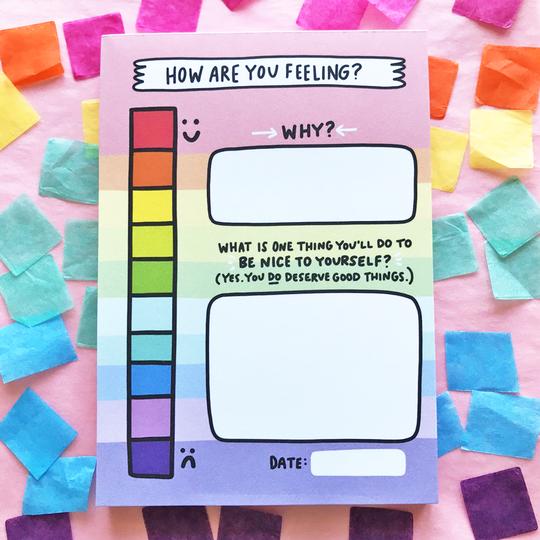 HOW ARE YOU FEELING?
WHY?
WHAT IS ONE THING YOU'LL DO TO
BE NICE TO YOURSELF?
(YES. YOU DO DESERVE GOOD THINGS.)
DATE: